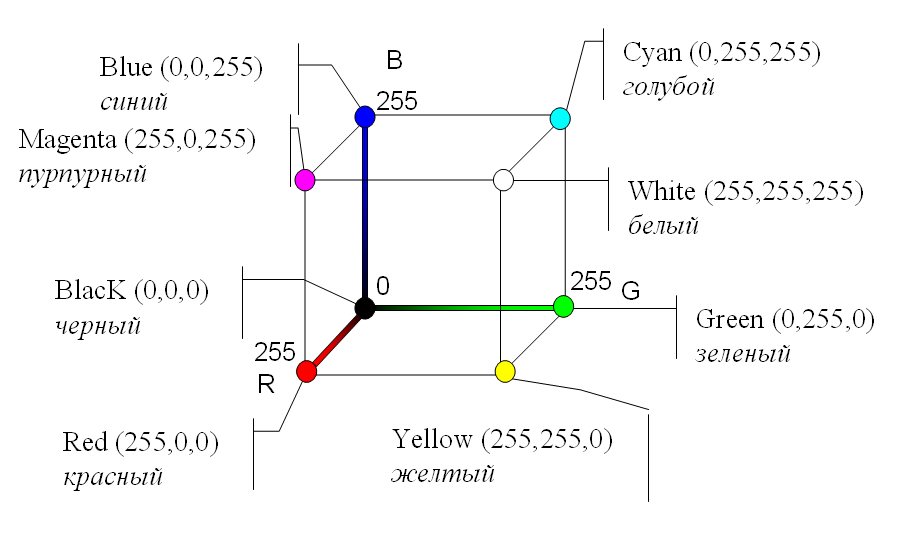 Blue (0,0,255)
синий
B
255
Cyan (0,255,255)
голубой
Magenta (255,0,255)
пурпурный
White (255,255,255)
белый
BlacK (0,0,0)
черный
0
255
G
Green (0,255,0)
зеленый
255
R
Red (255,0,0)
красный
Yellow (255,255,0)
желтый